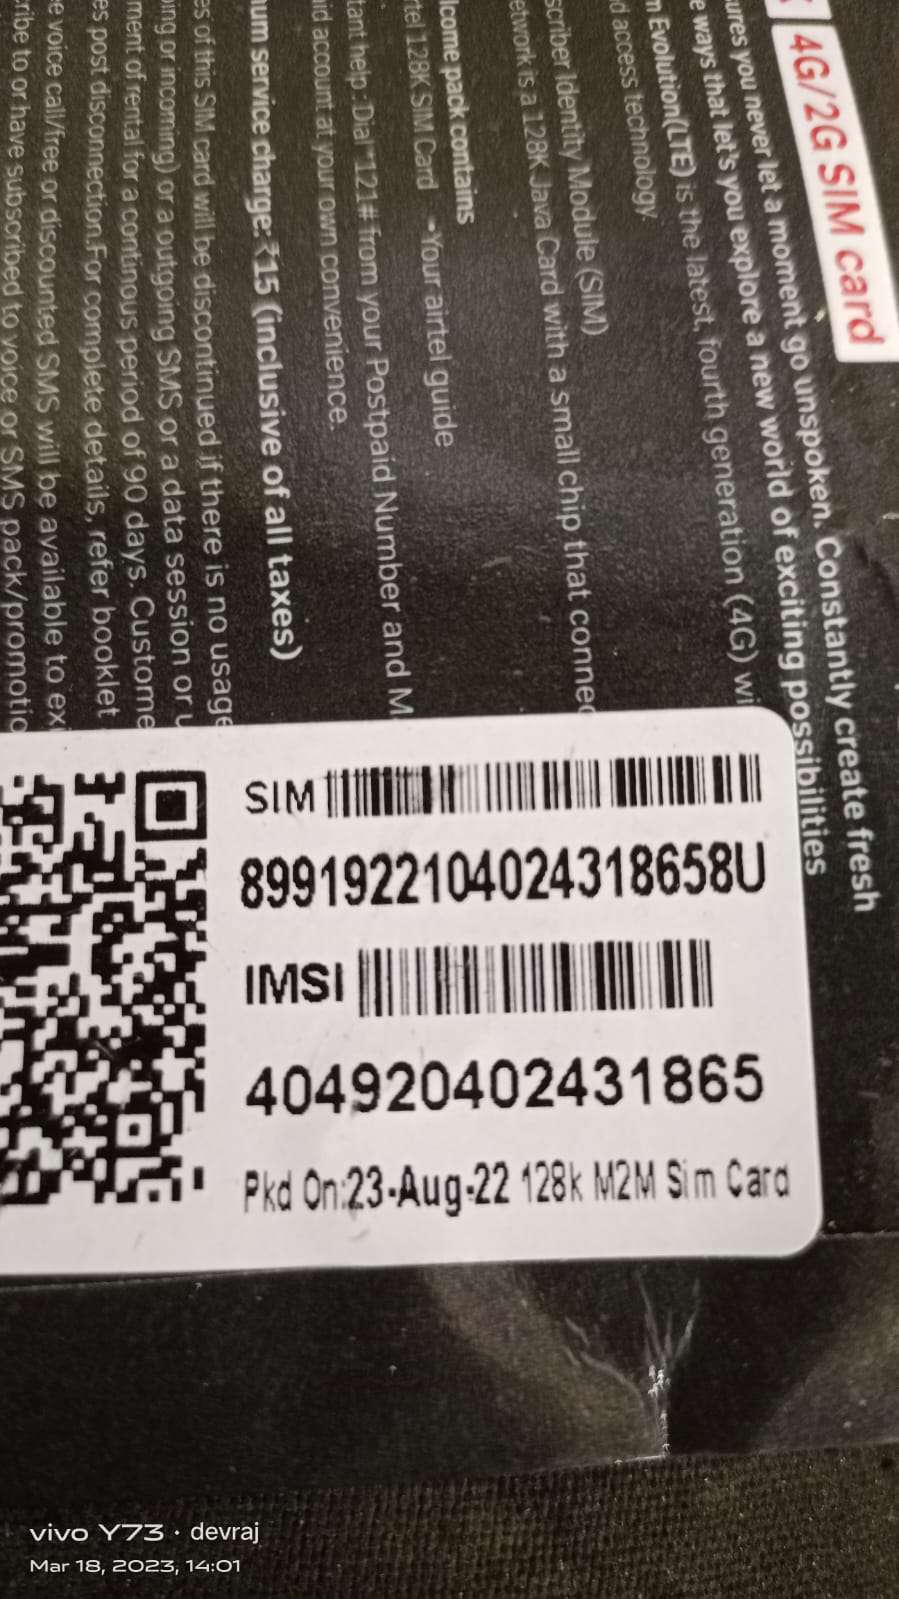 4G/2G SIM card
ures you never let a moment go unspoken. Constantly create fresh
e ways that let's you explore a new world of exciting possibilities
m Evolution(LTE) is the latest, fourth generation (4G) wi
d access technology
scriber Identity Module (SIM)
etwork is a 128K Java Card with a small chip that connec
lcome pack contains
rtel 128K SIM Card •Your airtel guide
tant help :Dial *121# from your Postpaid Number and M
id account at your own convenience.
um service charge:₹15 (inclusive of all taxes)
es of this SIM card will be discontinued if there is no usage
ing or incoming) or a outgoing SMS or a data session or u
ment of rental for a continous period of 90 days. Custome
es post disconnection.For complete details, refer booklet
e voice call/free or discounted SMS will be available to ex
ribe to or have subscribed to voice or SMS pack/promotio
SIM
8991922104024318658U
IMSI
404920402431865
Pkd On:23-Aug-22 128k M2M Sim Card
vivo Y73 · devraj
Mar 18, 2023, 14:01